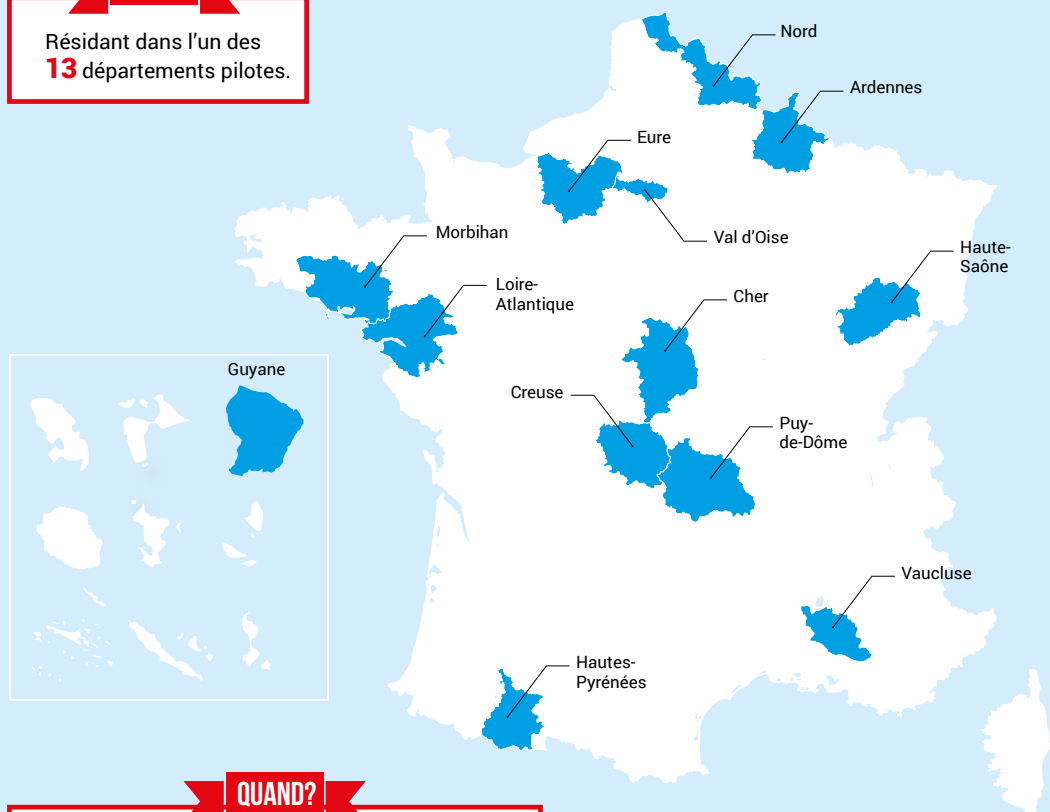 Résidant dans l'un des
13 départements pilotes.
Nord
Ardennes
Eure
Val d'Oise
Morbihan
Haute-
Saône
Loire-
Atlantique
Cher
Guyane
Creuse
Puy-
de-Dôme
Vaucluse
Hautes-
Pyrénées
QUAND?